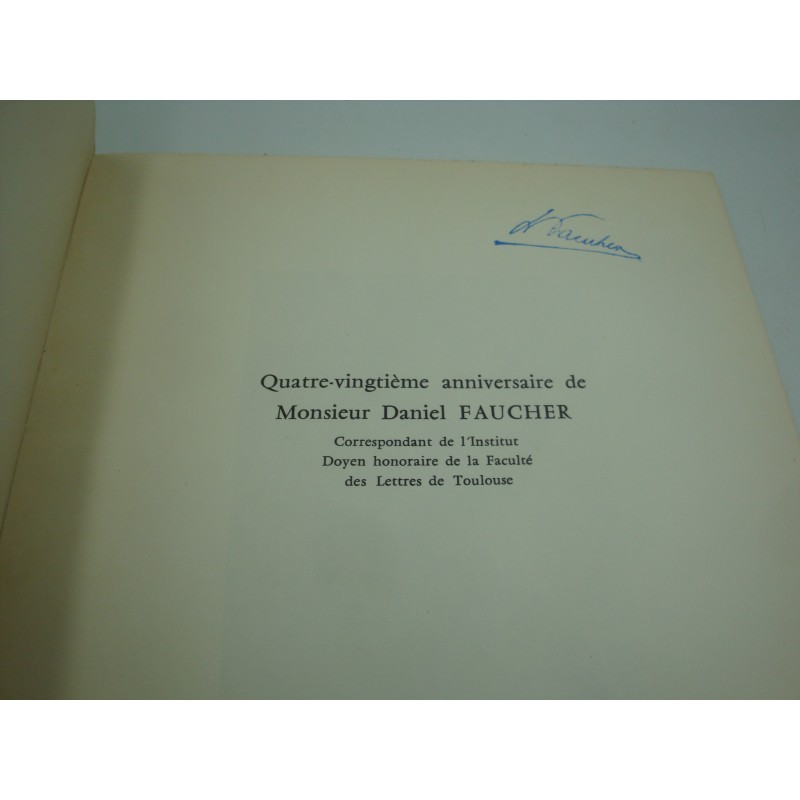 Faucher
Quatre-vingtième anniversaire de
Monsieur Daniel FAUCHER
Correspondant de l'Institut
Doyen honoraire de la Faculté
des Lettres de Toulouse